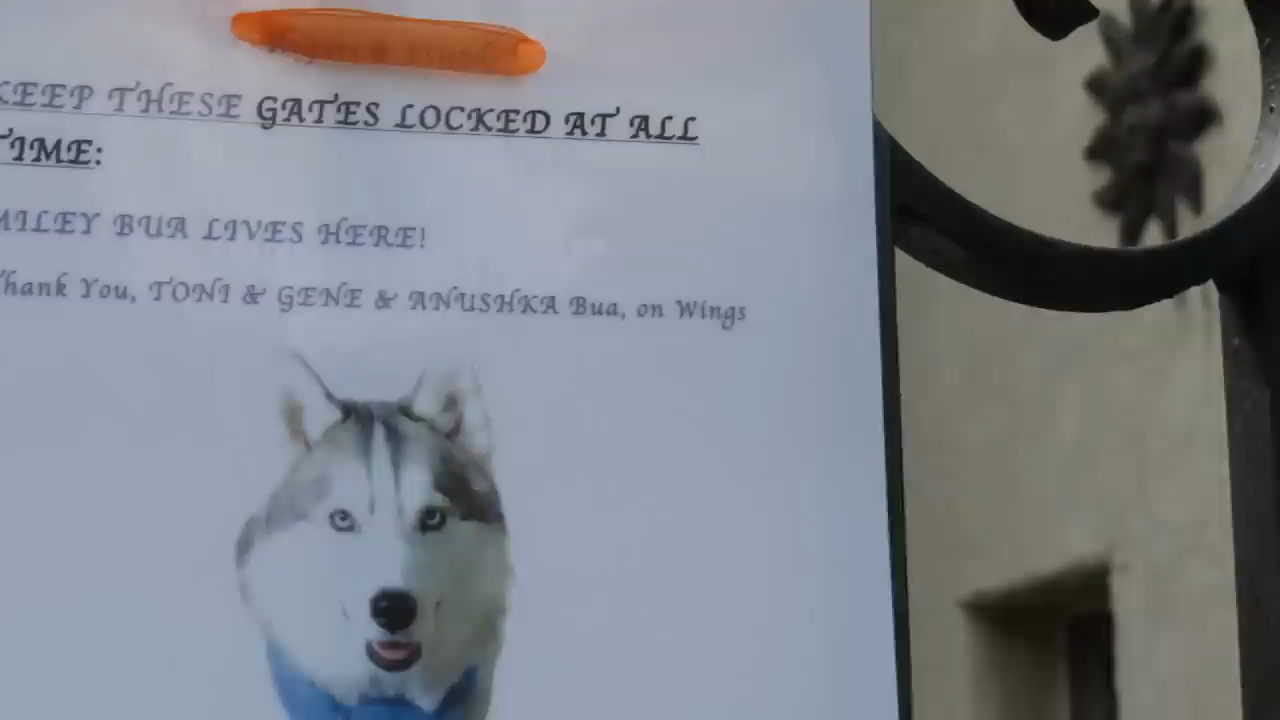 KEEP THESE GATES LOCKED AT ALL
TIME:
MILEY BUA LIVES HERE!
Thank You, TONI & GENE & ANUSHKA Bua, on Wings